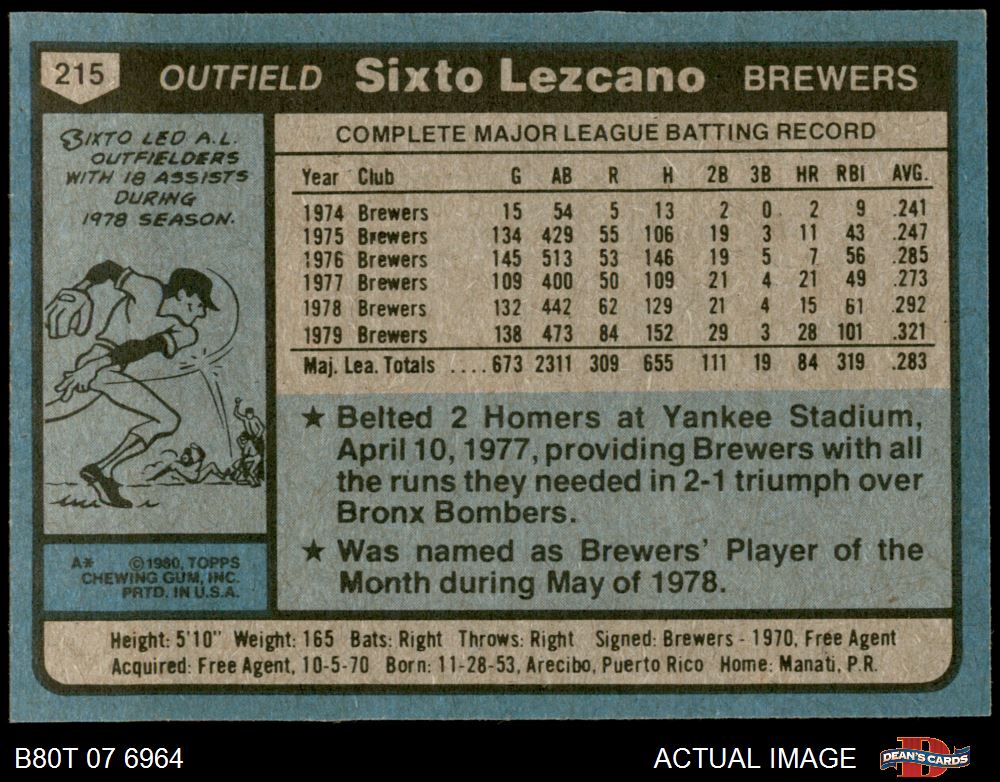 215 OUTFIELD Sixto Lezcano BREWERS
SIXTO LED A.L.
OUTFIELDERS
WITH 18 ASSISTS
DURING
1978 SEASON.
A* ©1980, TOPPS
CHEWING GUM, INC.
PRTD. IN U.S.A.
COMPLETE MAJOR LEAGUE BATTING RECORD
Year Club G AB R H 2B 3B HR RBI AVG.
1974 Brewers 15 54 5 13 2 0 2 9 .241
1975 Brewers 134 429 55 106 19 3 11 43 .247
1976 Brewers 145 513 53 146 19 5 7 56 .285
1977 Brewers 109 400 50 109 21 4 21 49 .273
1978 Brewers 132 442 62 129 21 4 15 61 .292
1979 Brewers 138 473 84 152 29 3 28 101 .321
Maj. Lea. Totals ....673 2311 309 655 111 19 84 319 .283
★ Belted 2 Homers at Yankee Stadium,
April 10, 1977, providing Brewers with all
the runs they needed in 2-1 triumph over
Bronx Bombers.
★ Was named as Brewers' Player of the
Month during May of 1978.
Height: 5'10" Weight: 165 Bats: Right Throws: Right Signed: Brewers - 1970, Free Agent
Acquired: Free Agent, 10-5-70 Born: 11-28-53, Arecibo, Puerto Rico Home: Manati, P.R.
B80T 07 6964 ACTUAL IMAGE DEAN'S CARDS